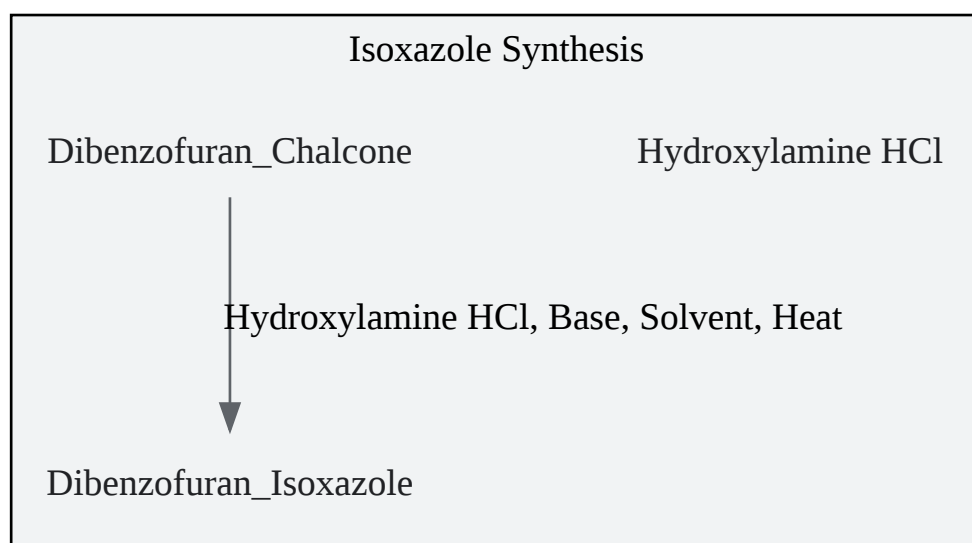 Isoxazole Synthesis
Dibenzofuran_Chalcone
Hydroxylamine HCl
Hydroxylamine HCl, Base, Solvent, Heat
Dibenzofuran_Isoxazole